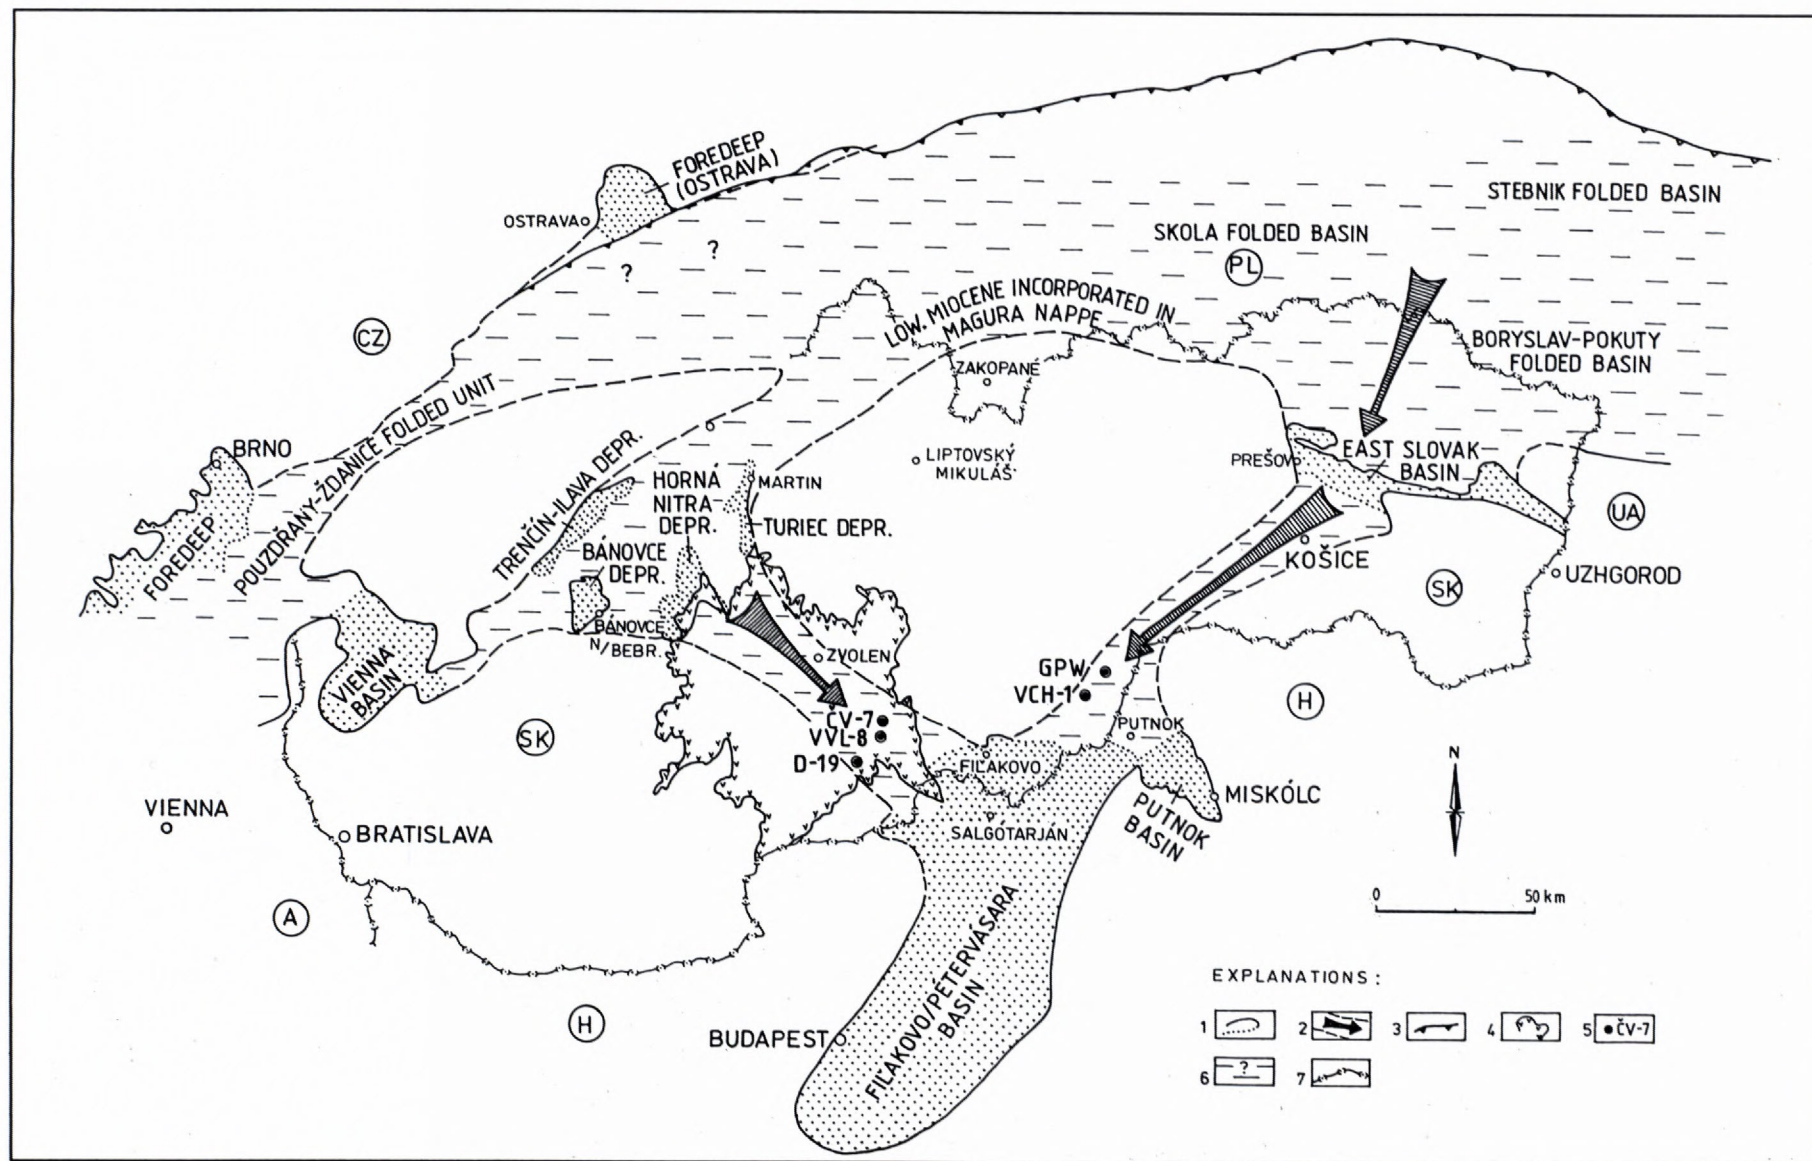 FOREDEEP
(OSTRAVA)
OSTRAVA
?
?
STEBNIK FOLDED BASIN
SKOLA FOLDED BASIN
PL
LOW. MIOCENE INCORPORATED IN
MAGURA NAPPE
CZ
BORYSLAV-POKUTY
FOLDED BASIN
ZAKOPANÉ
POUZDŘANY-ŽDANICE FOLDED UNIT
BRNO
FOREDEEP
TRENČÍN-ILAVA DEPR.
HORNÁ
NITRA
DEPR.
MARTIN
TURIEC DEPR.
LIPTOVSKÝ
MIKULÁŠ
PREŠOV
EAST SLOVAK
BASIN
UA
BÁNOVCE
DEPR.
KOŠICE
UZHGOROD
SK
BÁNOVCE
N/BEBR.
ZVOLEN
VIENNA
BASIN
GPW
VCH-1
H
ČV-7
VVL-8
D-19
SK
PUTNOK
FIĽAKOVO
N
VIENNA
BRATISLAVA
SALGÓTARJÁN
PUTNOK
BASIN
MISKÓLC
0 50 km
A
FIĽAKOVO/PÉTERVÁSARA
BASIN
H
BUDAPEST
EXPLANATIONS :
1 2 3 4 5 ČV-7
6 ? 7